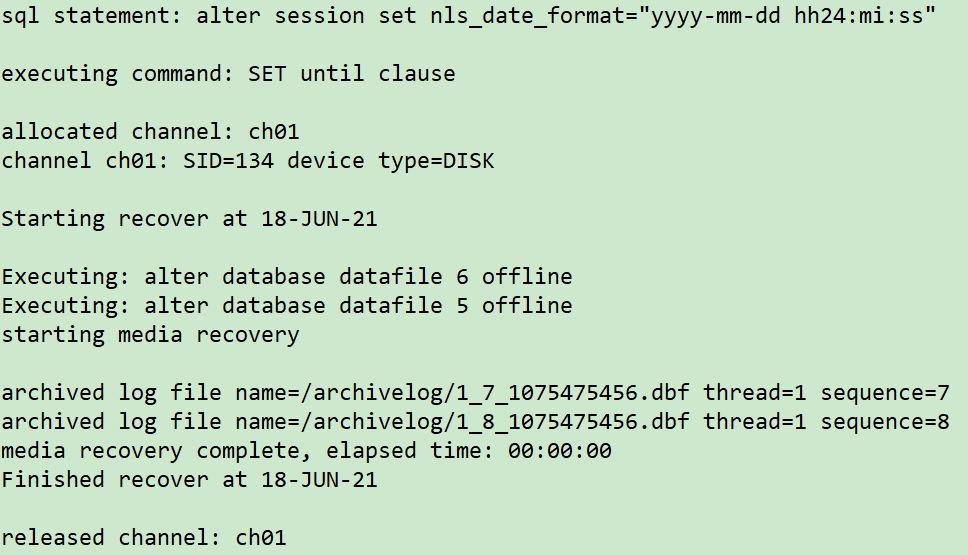 sql statement: alter session set nls_date_format="yyyy-mm-dd hh24:mi:ss"
executing command: SET until clause
allocated channel: ch01
channel ch01: SID=134 device type=DISK
Starting recover at 18-JUN-21
Executing: alter database datafile 6 offline
Executing: alter database datafile 5 offline
starting media recovery
archived log file name=/archivelog/1_7_1075475456.dbf thread=1 sequence=7
archived log file name=/archivelog/1_8_1075475456.dbf thread=1 sequence=8
media recovery complete, elapsed time: 00:00:00
Finished recover at 18-JUN-21
released channel: ch01